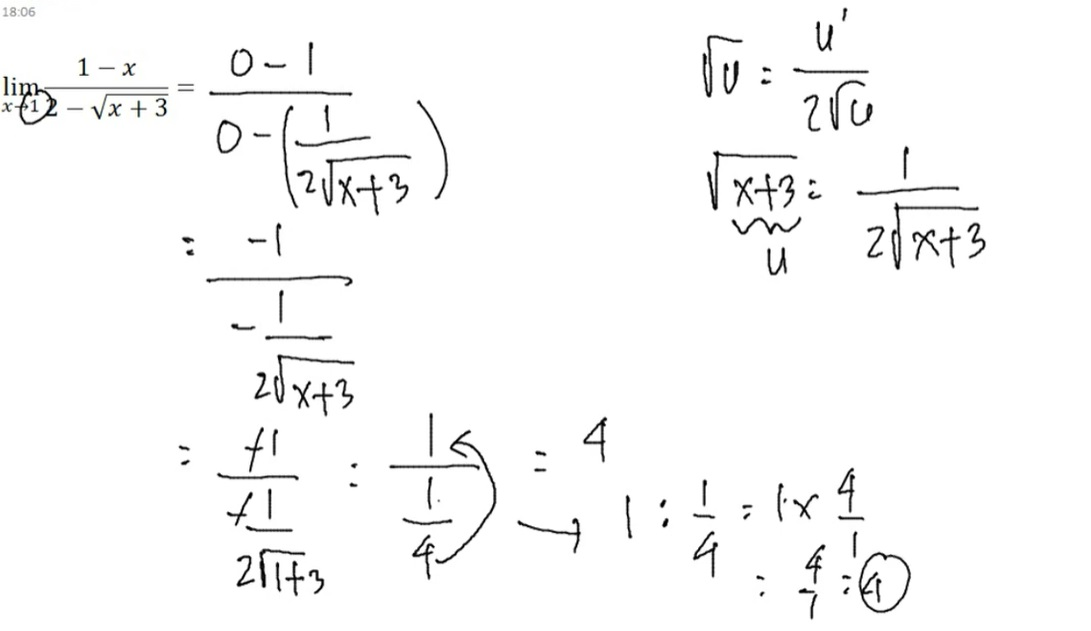 18:06
lim x→1 (1 − x)/(2 − √(x + 3)) = (0 - 1)/(0 - (1/(2√(x+3))))
= -1/(-1/(2√(x+3)))
= -1/(-1/(2√(1+3))) = 1/(1/4) = 4
→ 1 : 1/4 = 1 x 4/1
= 4/1 = 4
√u = u'/(2√u)
√(x+3) = 1/(2√(x+3))
u